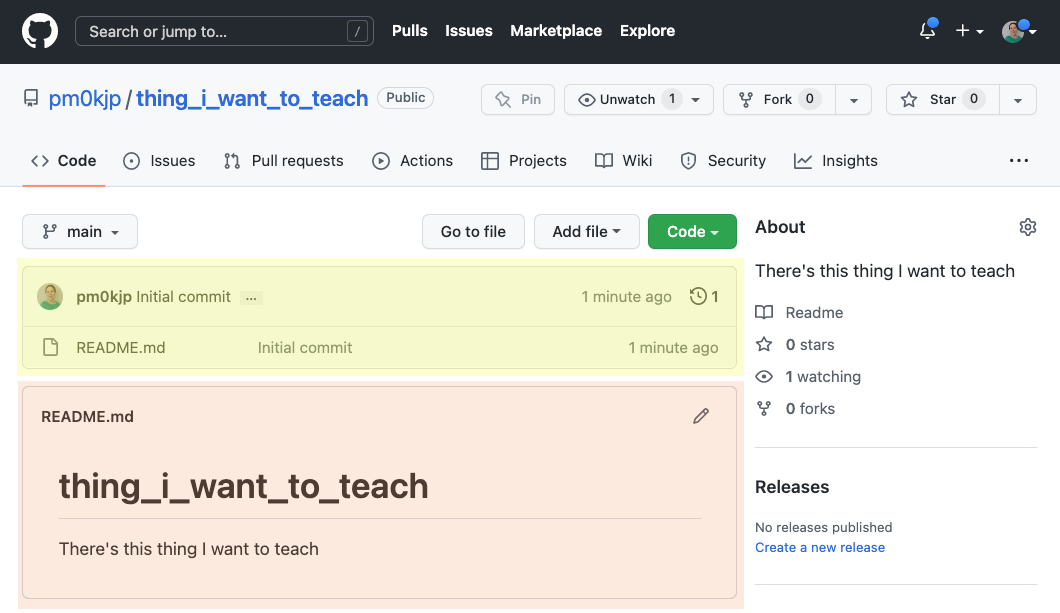 Search or jump to... / Pulls Issues Marketplace Explore
pm0kjp / thing_i_want_to_teach Public Pin Unwatch 1 Fork 0 Star 0
Code Issues Pull requests Actions Projects Wiki Security Insights ...
main Go to file Add file Code
pm0kjp Initial commit ... 1 minute ago 1
README.md Initial commit 1 minute ago
README.md
thing_i_want_to_teach
There's this thing I want to teach
About
There's this thing I want to teach
Readme
0 stars
1 watching
0 forks
Releases
No releases published
Create a new release